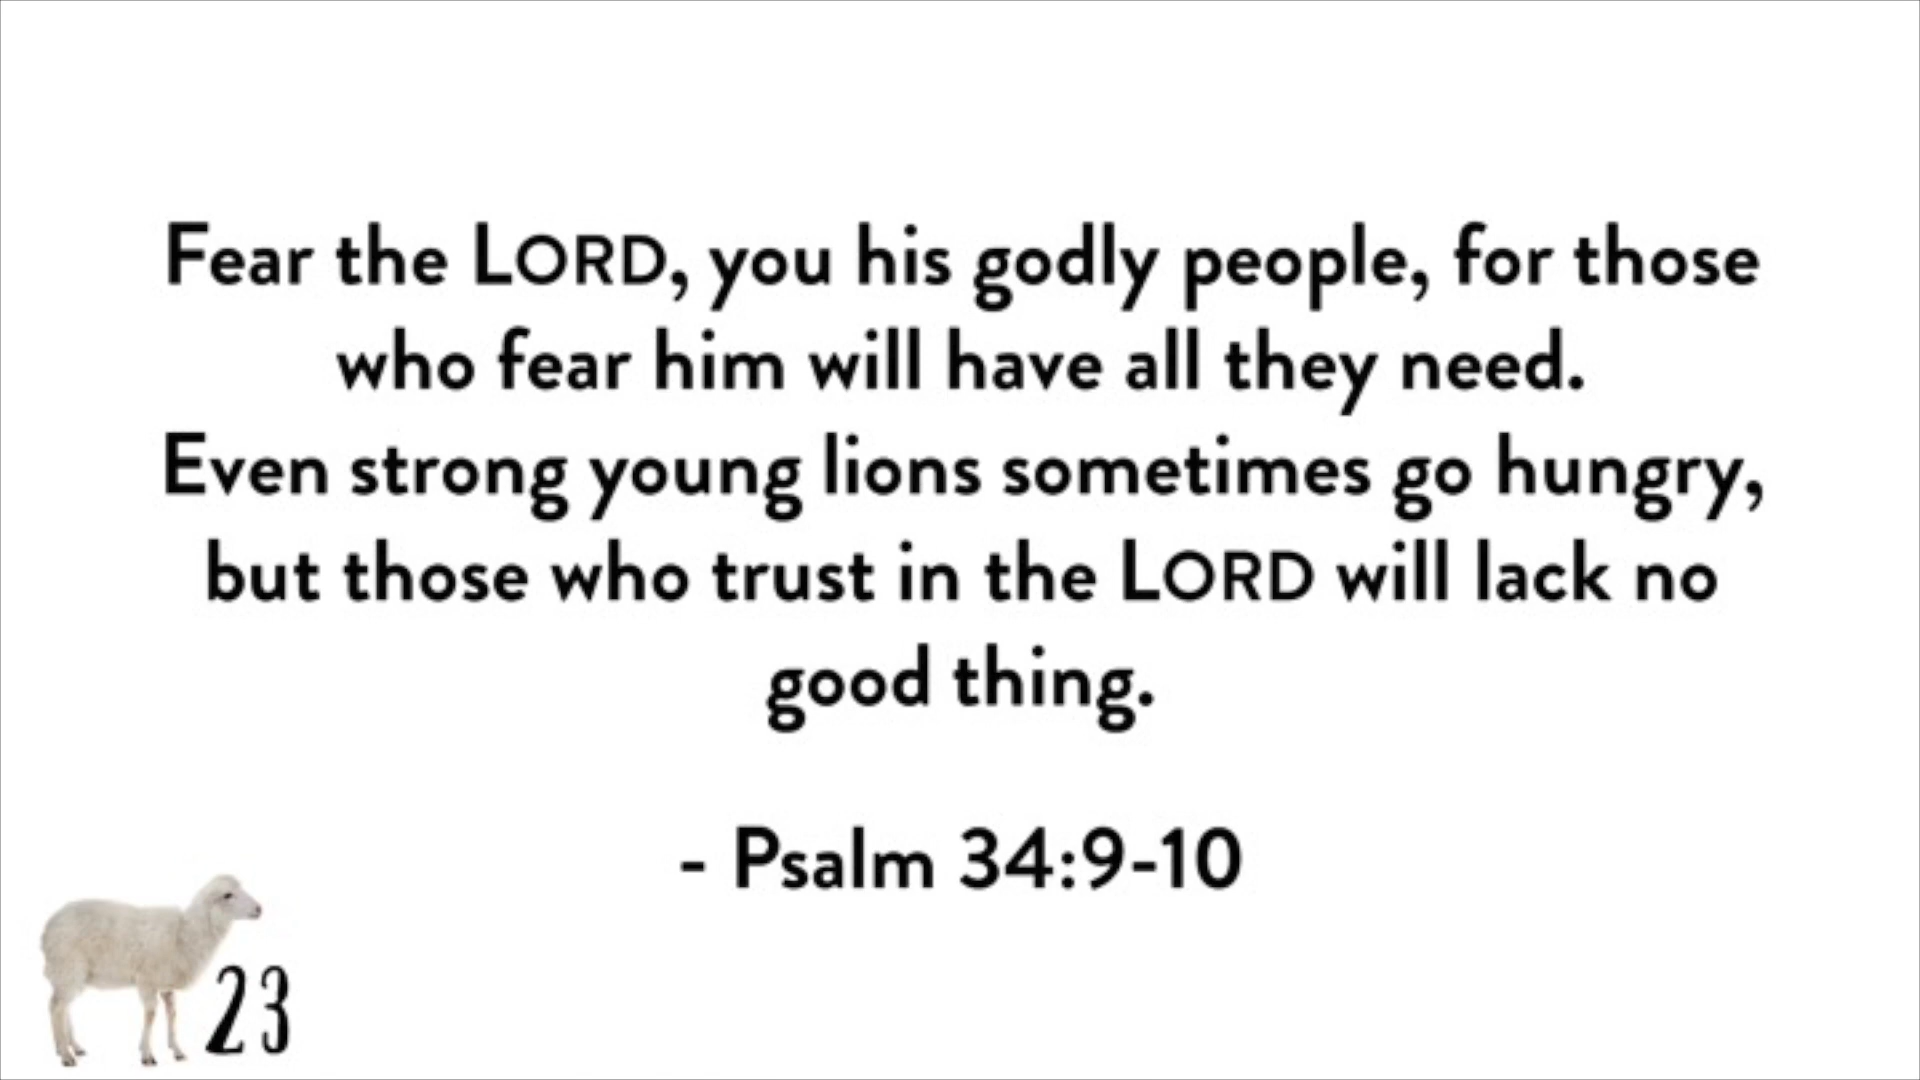 Fear the LORD, you his godly people, for those
who fear him will have all they need.
Even strong young lions sometimes go hungry,
but those who trust in the LORD will lack no
good thing.
- Psalm 34:9-10
23